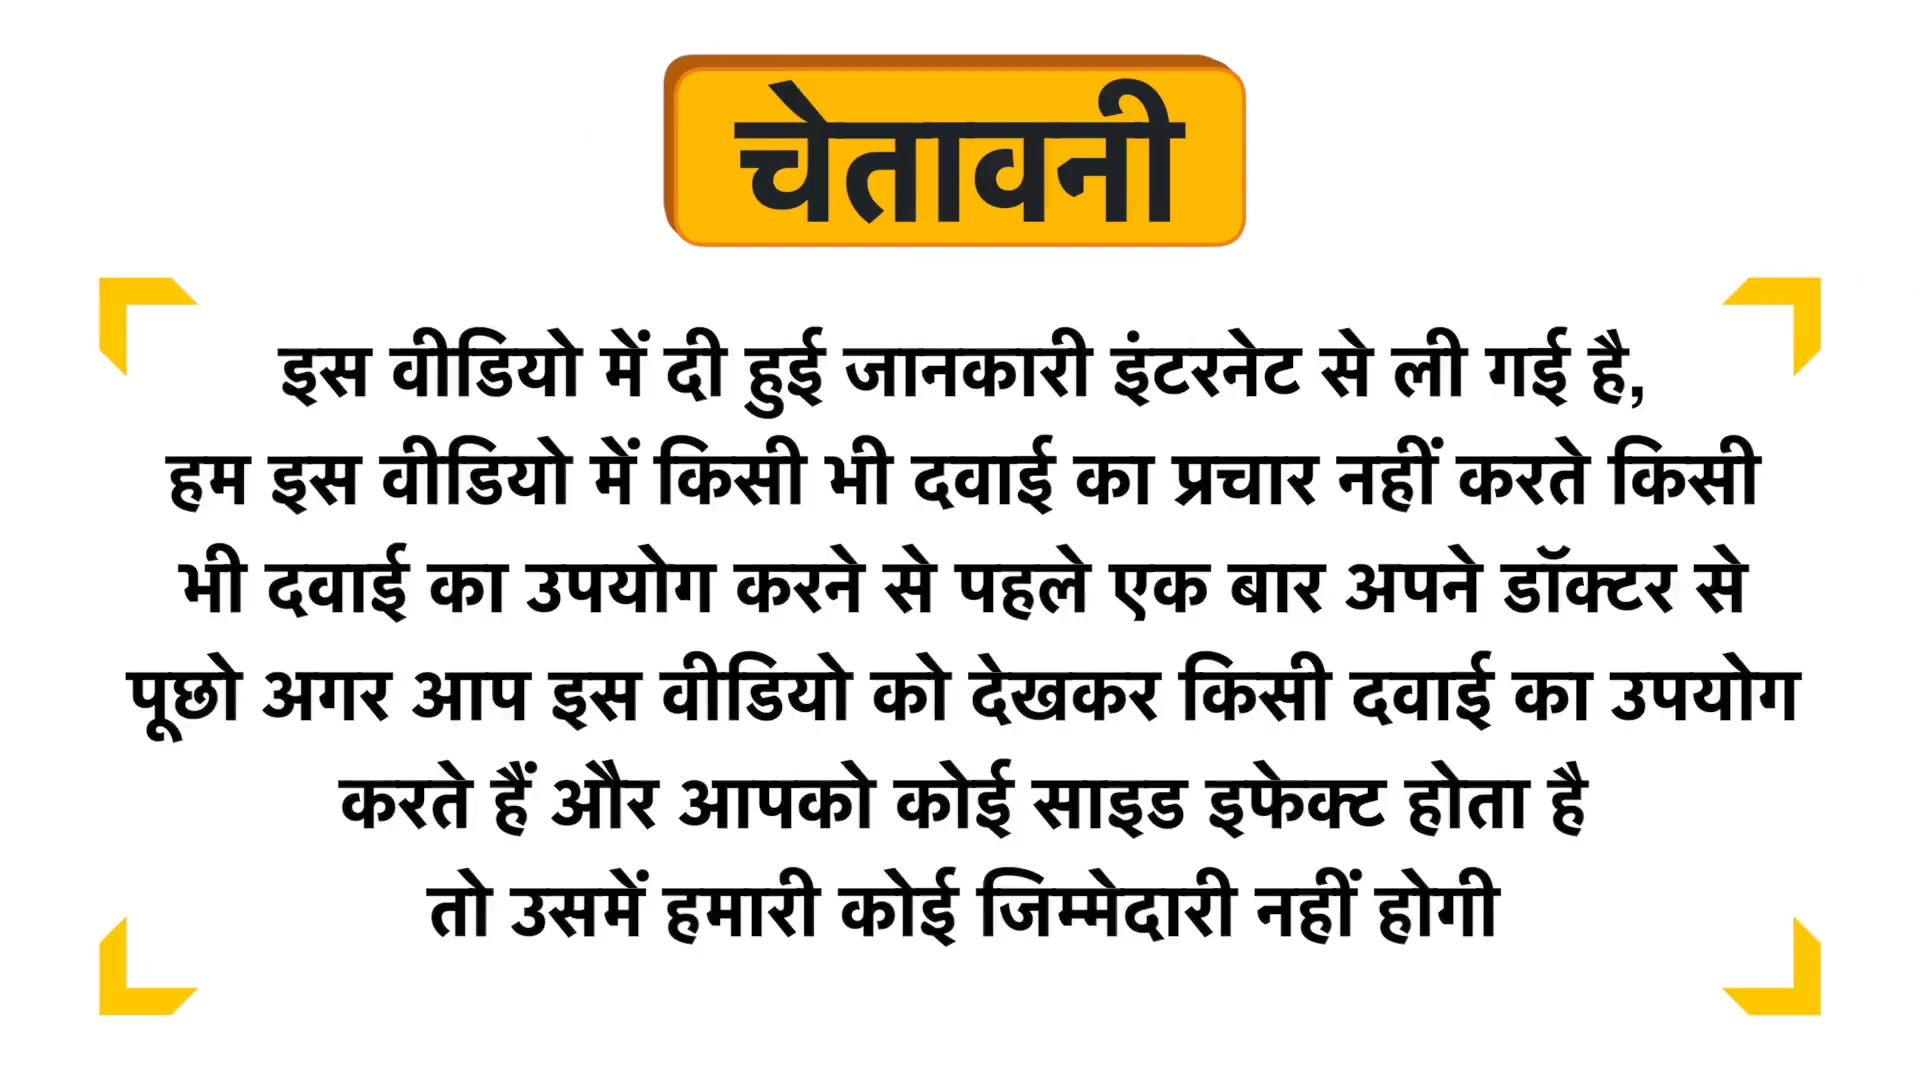 चेतावनी
इस वीडियो में दी हुई जानकारी इंटरनेट से ली गई है,
हम इस वीडियो में किसी भी दवाई का प्रचार नहीं करते किसी
भी दवाई का उपयोग करने से पहले एक बार अपने डॉक्टर से
पूछो अगर आप इस वीडियो को देखकर किसी दवाई का उपयोग
करते हैं और आपको कोई साइड इफेक्ट होता है
तो उसमें हमारी कोई जिम्मेदारी नहीं होगी